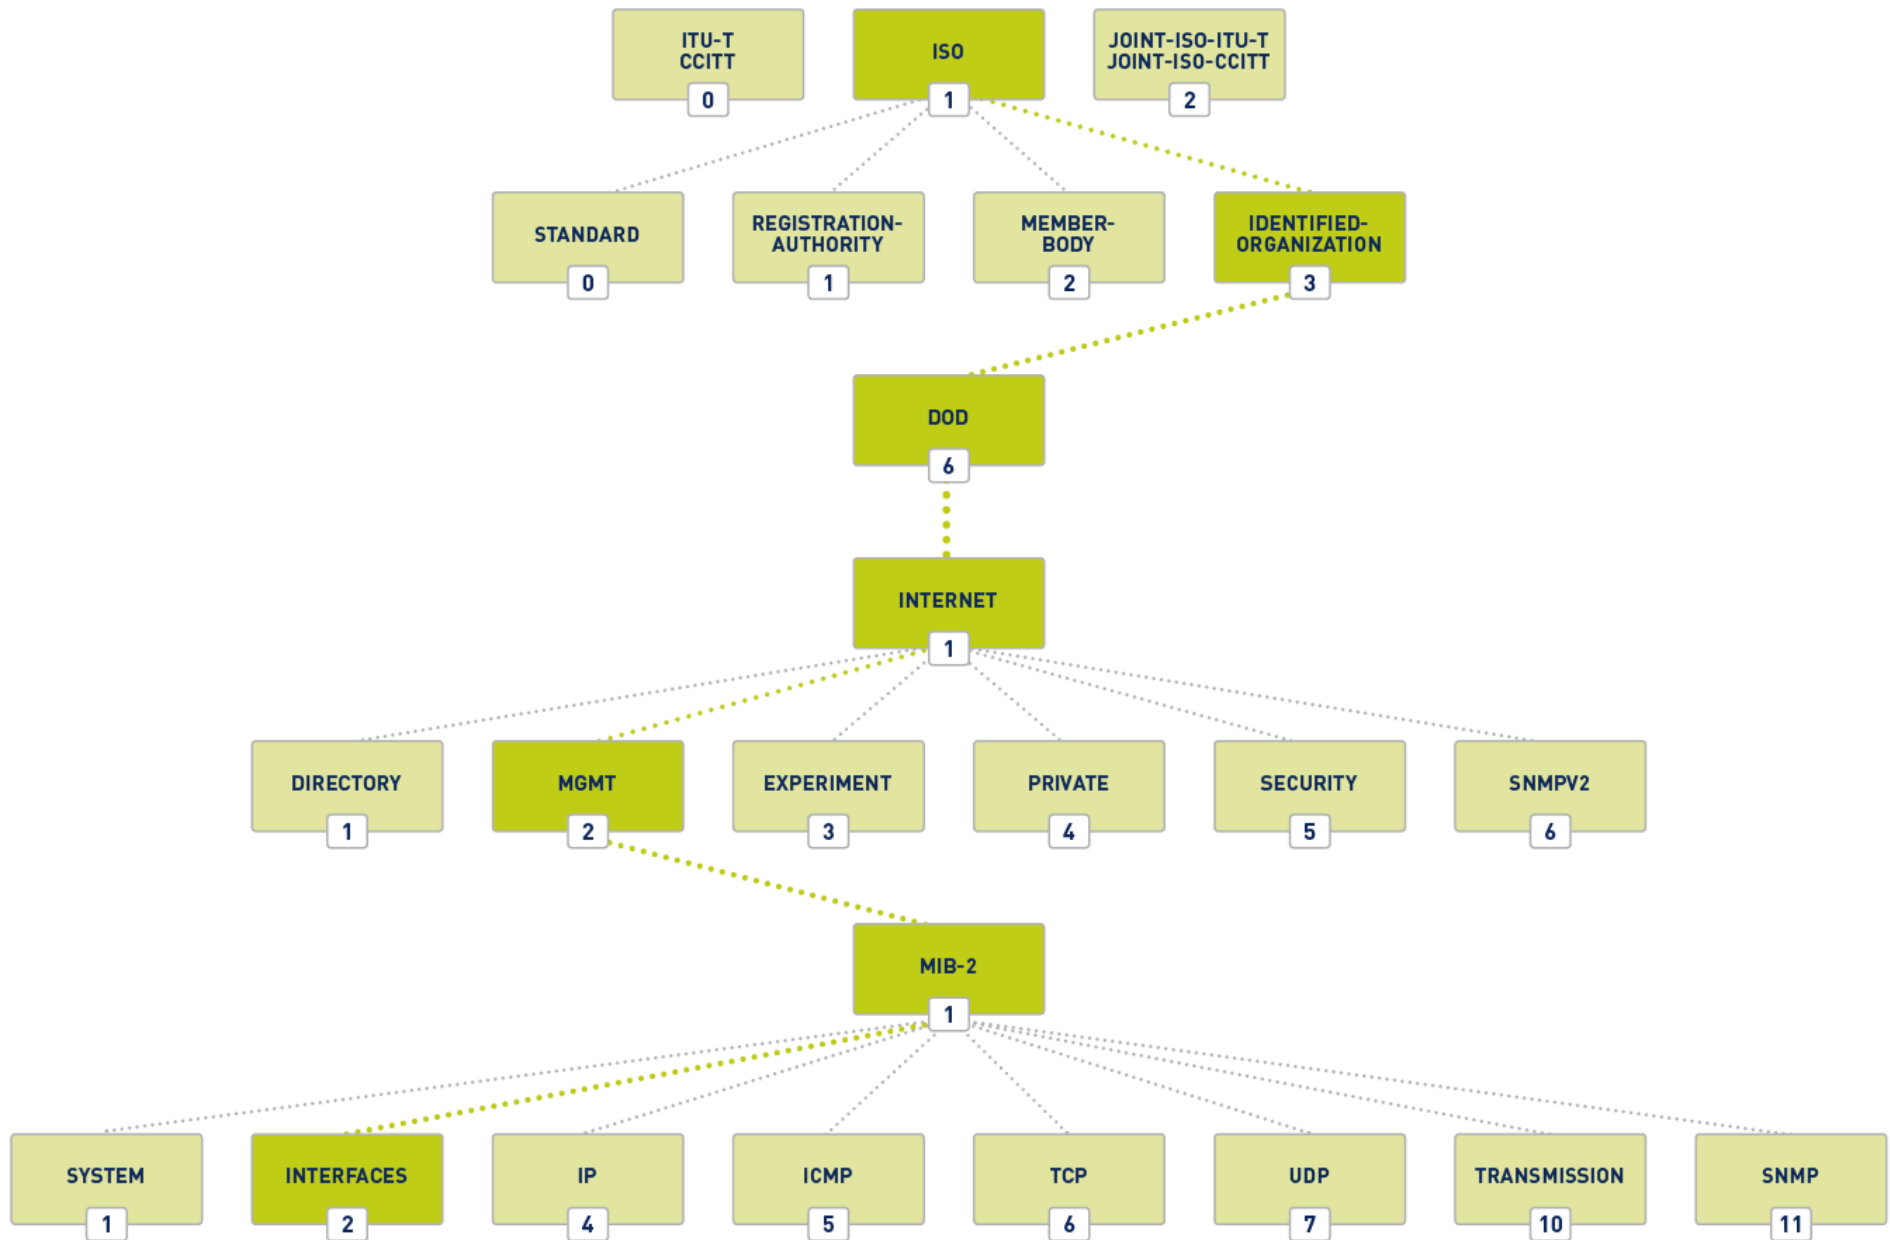 ITU-T
CCITT
0
ISO
1
JOINT-ISO-ITU-T
JOINT-ISO-CCITT
2
STANDARD
0
REGISTRATION-
AUTHORITY
1
MEMBER-
BODY
2
IDENTIFIED-
ORGANIZATION
3
DOD
6
INTERNET
1
DIRECTORY
1
MGMT
2
EXPERIMENT
3
PRIVATE
4
SECURITY
5
SNMPV2
6
MIB-2
1
SYSTEM
1
INTERFACES
2
IP
4
ICMP
5
TCP
6
UDP
7
TRANSMISSION
10
SNMP
11